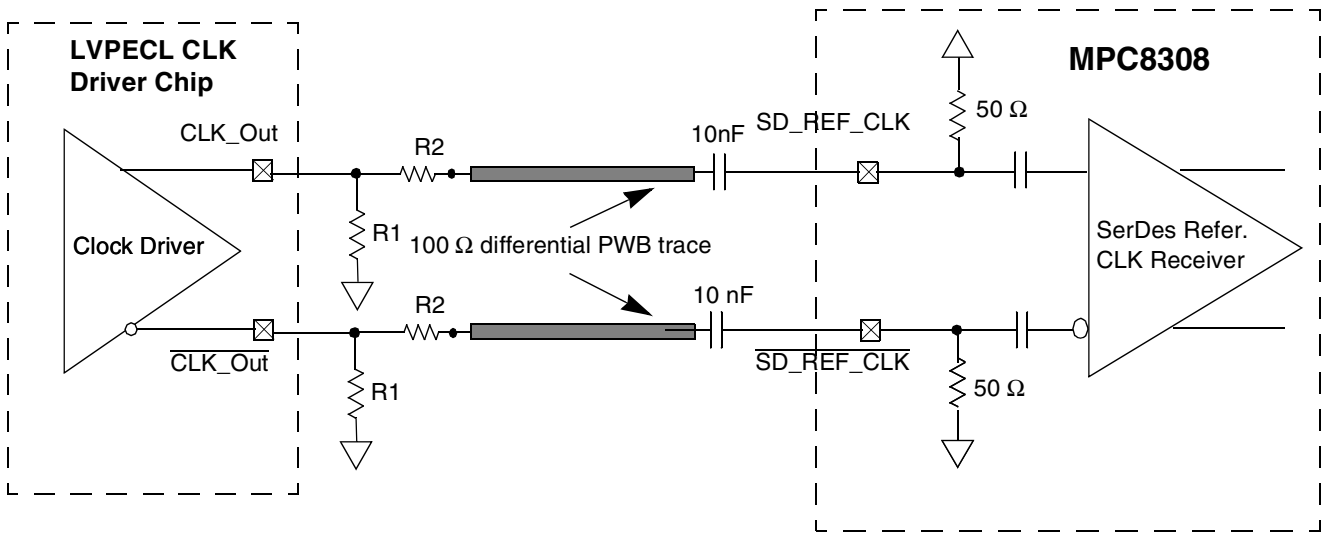 LVPECL CLK
Driver Chip
MPC8308
CLK_Out
R2
10nF
SD_REF_CLK
50 Ω
Clock Driver
R1
100 Ω differential PWB trace
SerDes Refer.
CLK Receiver
R2
10 nF
CLK_Out
SD_REF_CLK
R1
50 Ω